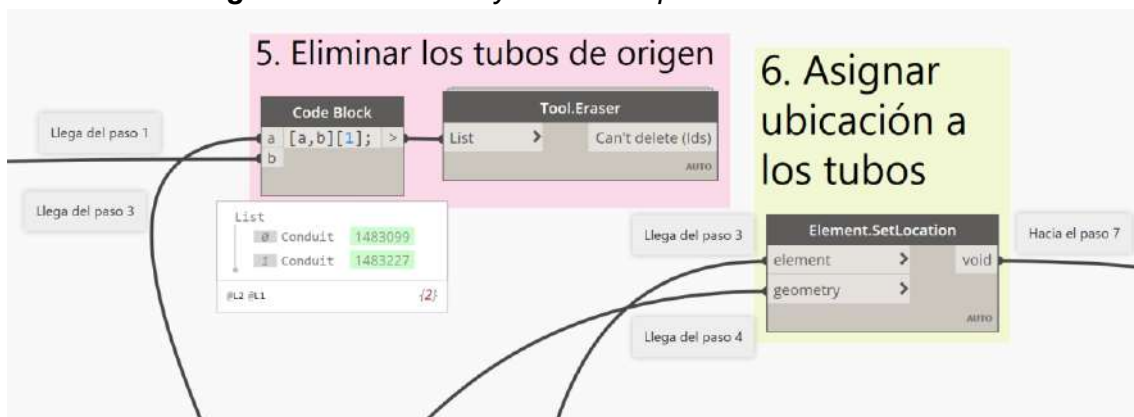 5. Eliminar los tubos de origen
6. Asignar
ubicación a
los tubos
Llega del paso 1
Llega del paso 3
Code Block
a [a,b][1]; >
b
Tool.Eraser
List > Can't delete (Ids)
AUTO
List
0 Conduit 1483099
1 Conduit 1483227
@L2 @L1 {2}
Llega del paso 3
Llega del paso 4
Element.SetLocation
element > void
geometry >
AUTO
Hacia el paso 7